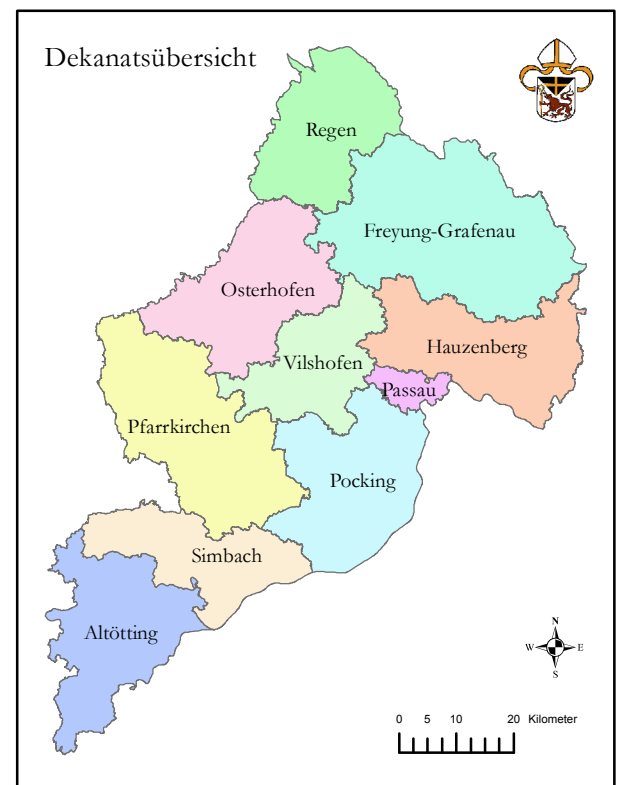 Dekanatsübersicht
Regen
Freyung-Grafenau
Osterhofen
Hauzenberg
Vilshofen
Passau
Pfarrkirchen
Pocking
Simbach
Altötting
N
W E
S
0 5 10 20 Kilometer